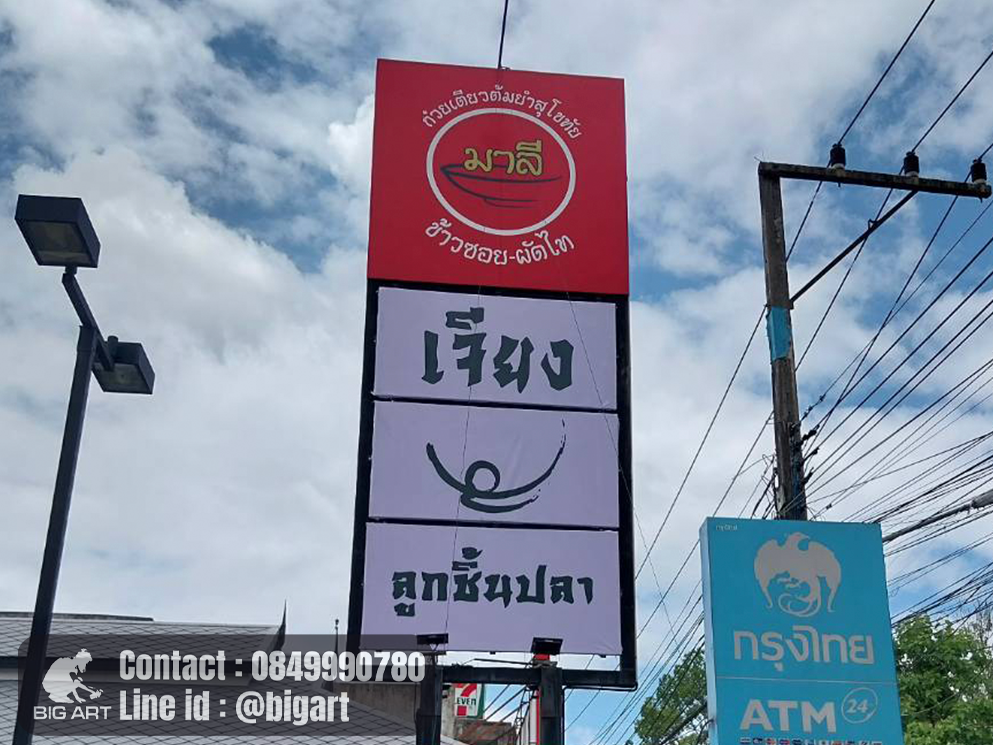 ก๋วยเตียวต้มยำสุโขทัย
มาลี
ข้าวซอย-ผัดไท
เจียง
ลูกชิ้นปลา
กรุงไทย
ATM 24
EVEN
BIG ART
Contact : 0849990780
Line id : @bigart